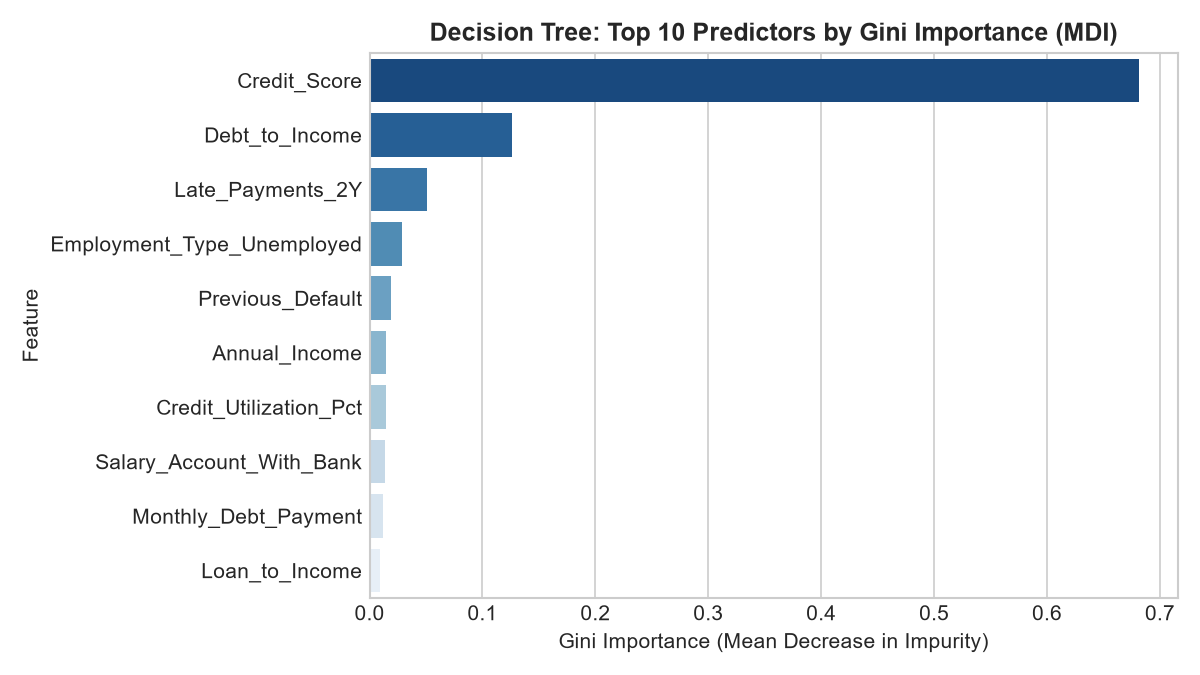 Decision Tree: Top 10 Predictors by Gini Importance (MDI)
Feature
Credit_Score
Debt_to_Income
Late_Payments_2Y
Employment_Type_Unemployed
Previous_Default
Annual_Income
Credit_Utilization_Pct
Salary_Account_With_Bank
Monthly_Debt_Payment
Loan_to_Income
0.0 0.1 0.2 0.3 0.4 0.5 0.6 0.7
Gini Importance (Mean Decrease in Impurity)